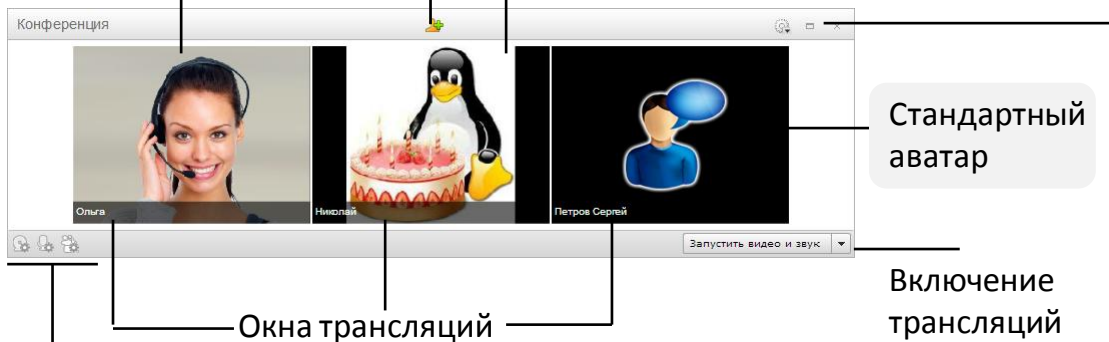 Конференция
Стандартный
аватар
Ольга
Николай
Петров Сергей
Запустить видео и звук
Включение
трансляций
Окна трансляций